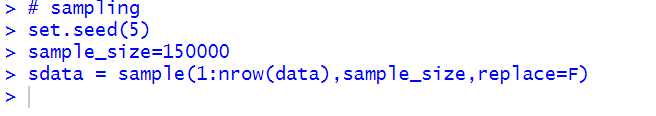 > # sampling
> set.seed(5)
> sample_size=150000
> sdata = sample(1:nrow(data),sample_size,replace=F)
>